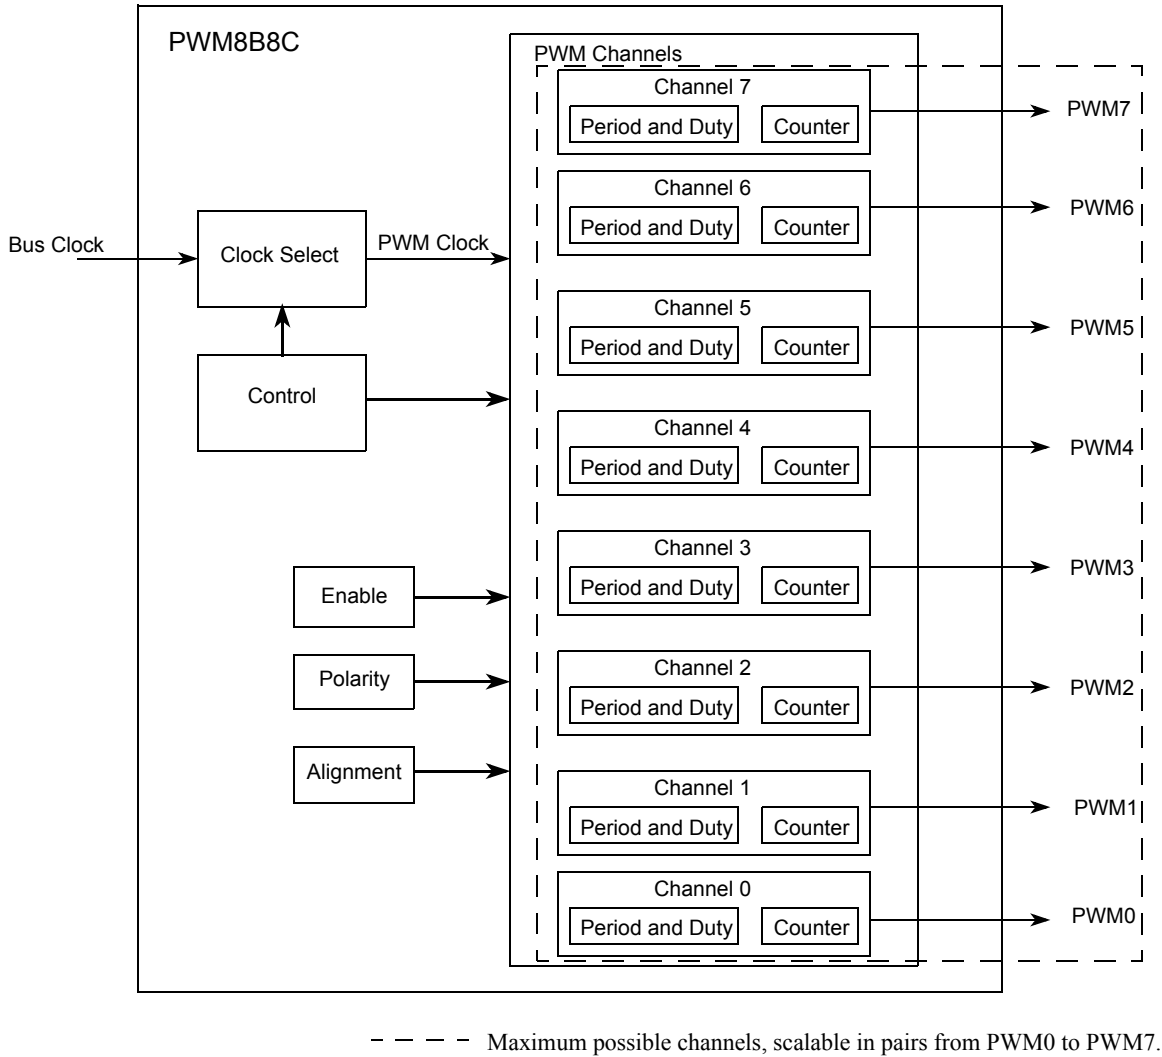 PWM8B8C
PWM Channels
Channel 7
Period and Duty
Counter
PWM7
Channel 6
Period and Duty
Counter
PWM6
Bus Clock
Clock Select
PWM Clock
Channel 5
Period and Duty
Counter
PWM5
Control
Channel 4
Period and Duty
Counter
PWM4
Channel 3
Period and Duty
Counter
PWM3
Enable
Polarity
Channel 2
Period and Duty
Counter
PWM2
Alignment
Channel 1
Period and Duty
Counter
PWM1
Channel 0
Period and Duty
Counter
PWM0
Maximum possible channels, scalable in pairs from PWM0 to PWM7.